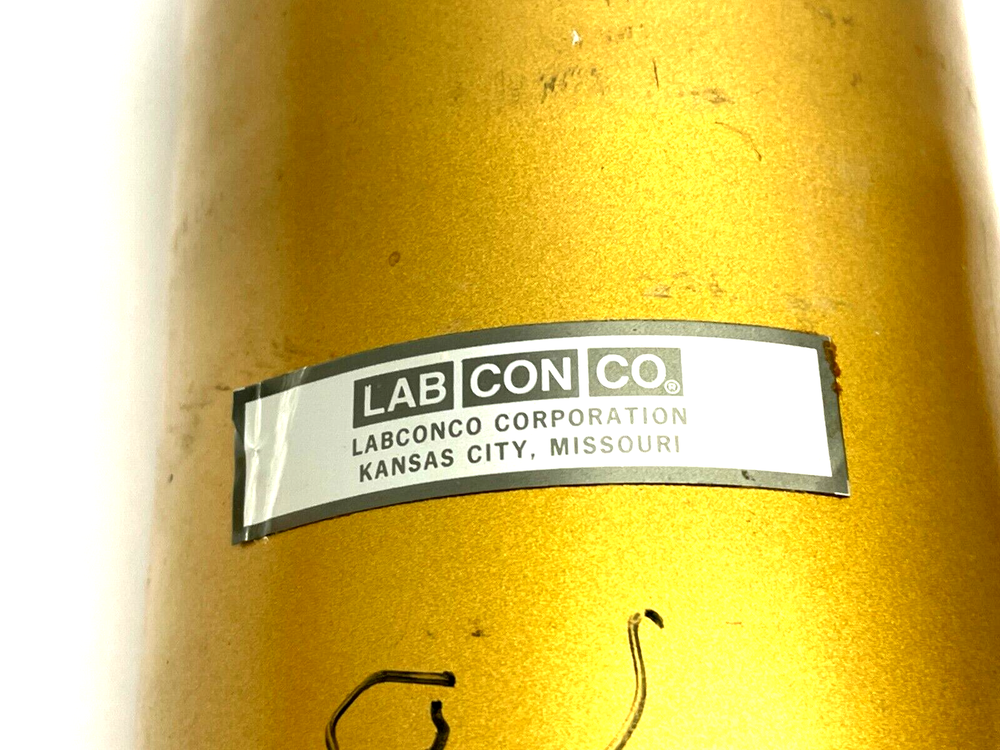 LAB CON CO.®
LABCONCO CORPORATION
KANSAS CITY, MISSOURI